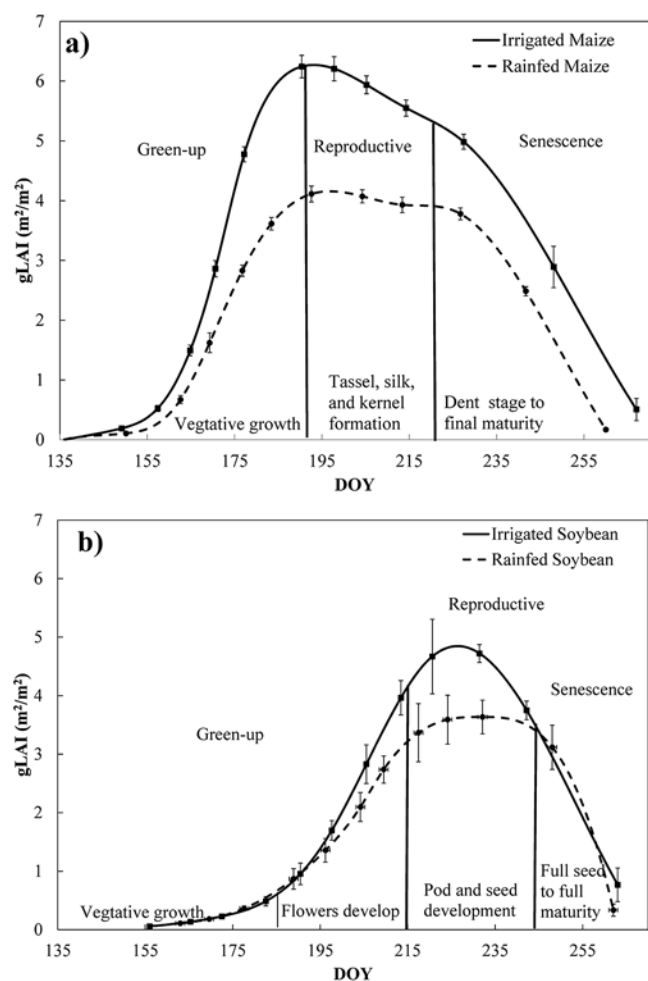 a)
Irrigated Maize
Rainfed Maize
Green-up
Reproductive
Senescence
Vegtative growth
Tassel, silk,
and kernel
formation
Dent stage to
final maturity
gLAI (m²/m²)
7
6
5
4
3
2
1
0
135 155 175 195 215 235 255
DOY
b)
Irrigated Soybean
Rainfed Soybean
Reproductive
Senescence
Green-up
Vegtative growth
Flowers develop
Pod and seed
development
Full seed
to full
maturity
gLAI (m²/m²)
7
6
5
4
3
2
1
0
135 155 175 195 215 235 255
DOY